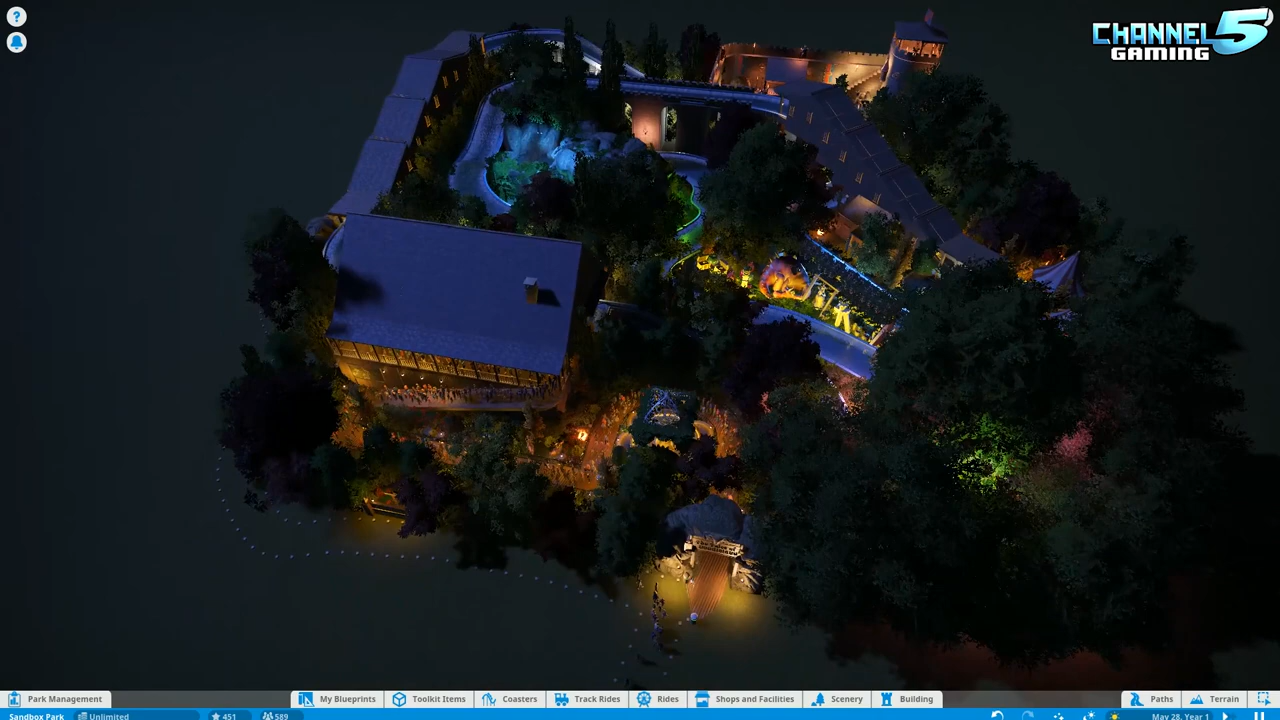 ?
CHANNEL 5
GAMING
Park Management
My Blueprints
Toolkit Items
Coasters
Track Rides
Rides
Shops and Facilities
Scenery
Building
Paths
Terrain
Sandbox Park
Unlimited
451
589
May 28, Year 1